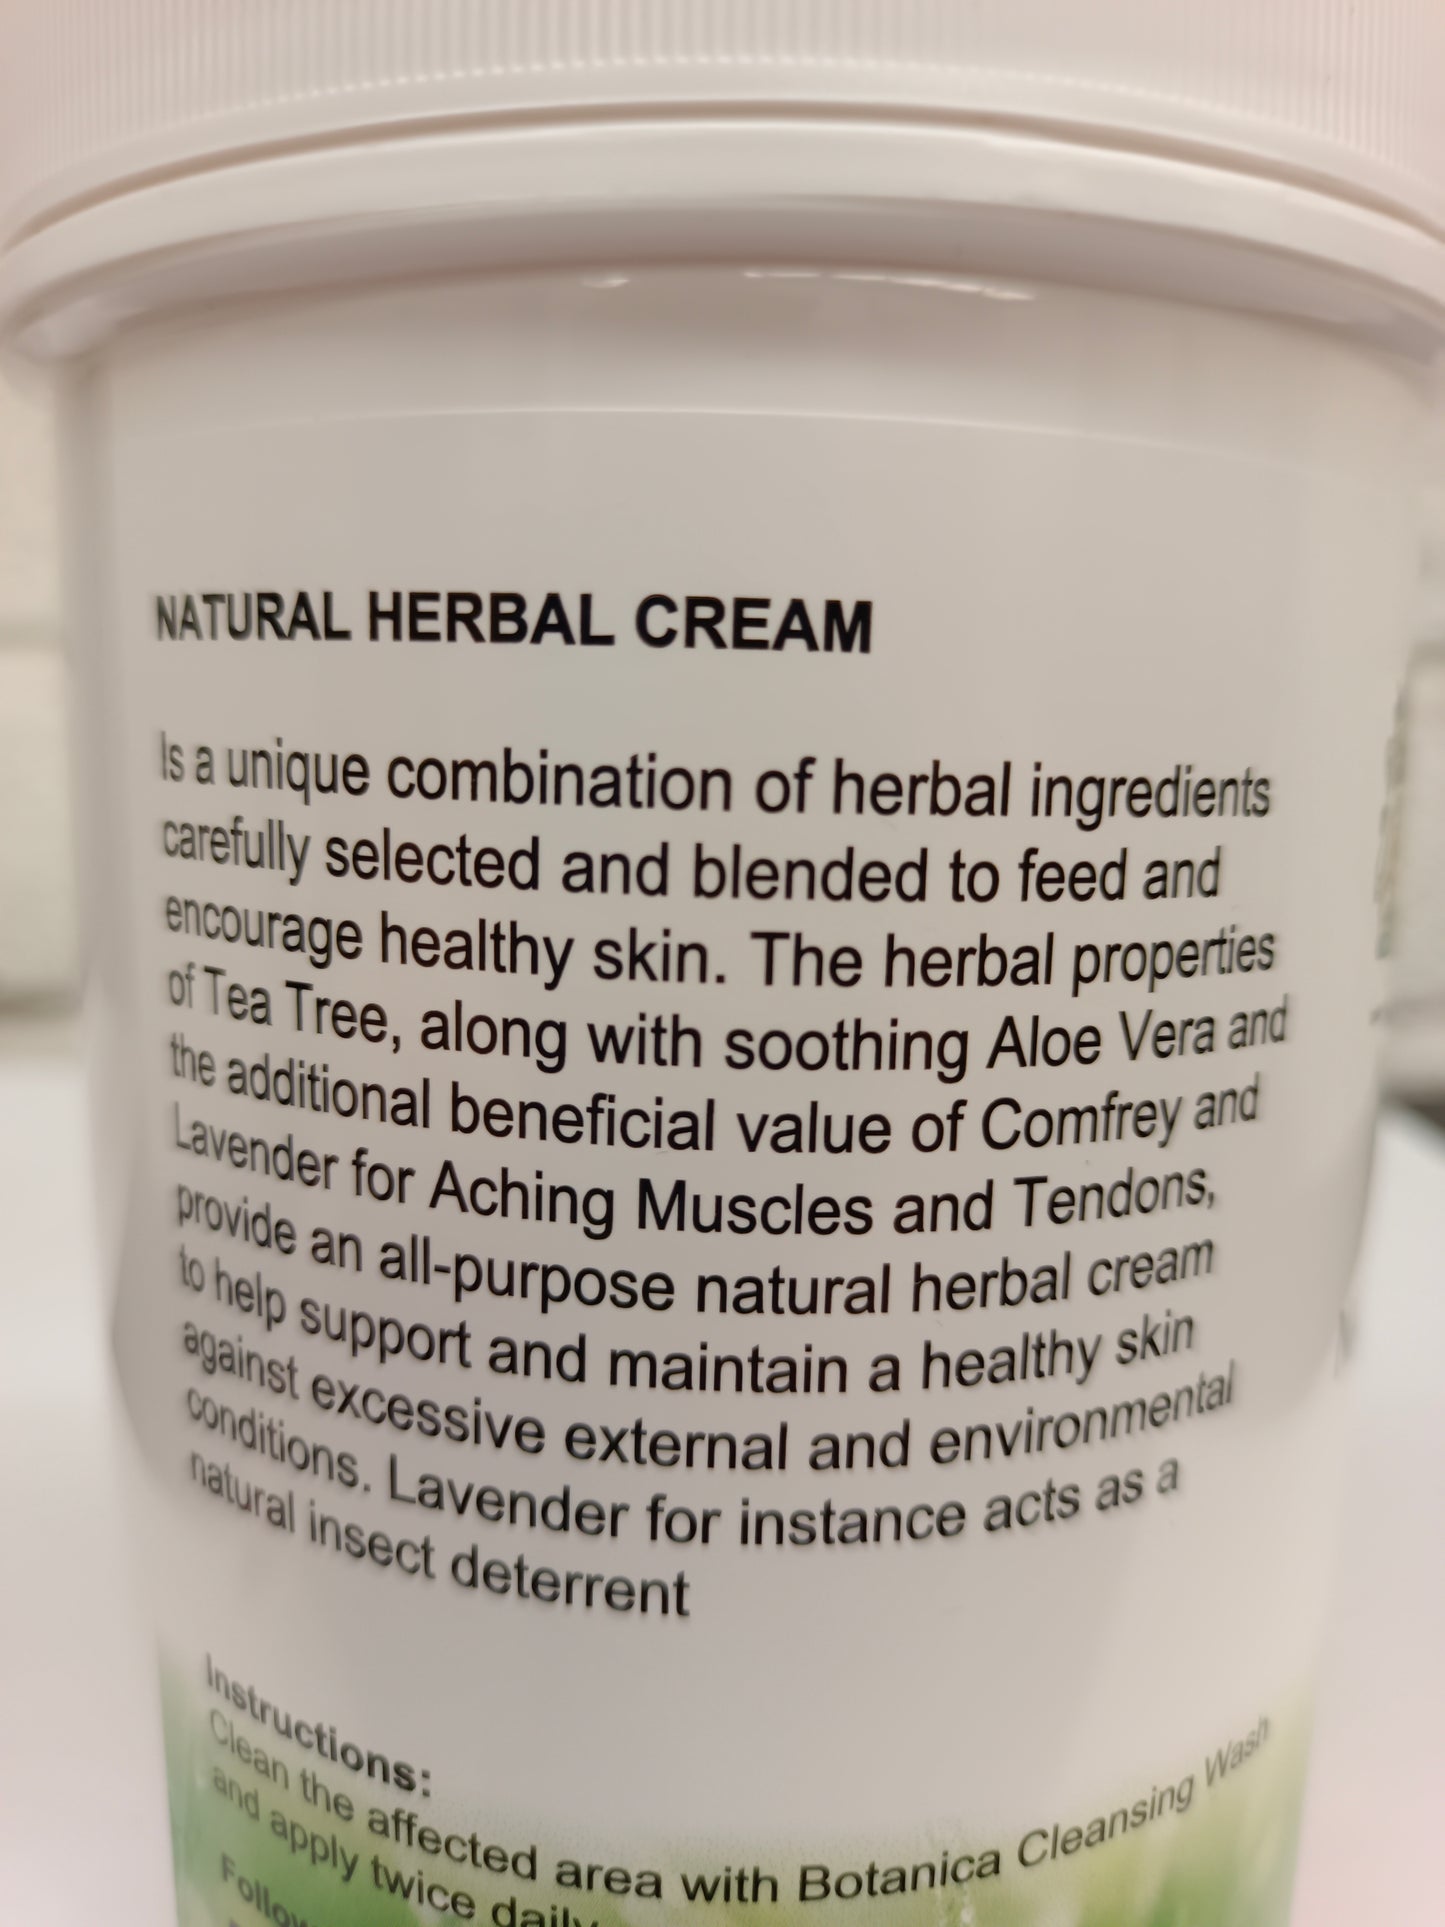 NATURAL HERBAL CREAM
Is a unique combination of herbal ingredients
carefully selected and blended to feed and
encourage healthy skin. The herbal properties
of Tea Tree, along with soothing Aloe Vera and
the additional beneficial value of Comfrey and
Lavender for Aching Muscles and Tendons,
provide an all-purpose natural herbal cream
to help support and maintain a healthy skin
against excessive external and environmental
conditions. Lavender for instance acts as a
natural insect deterrent
Instructions:
Clean the affected area with Botanica Cleansing Wash
and apply twice daily